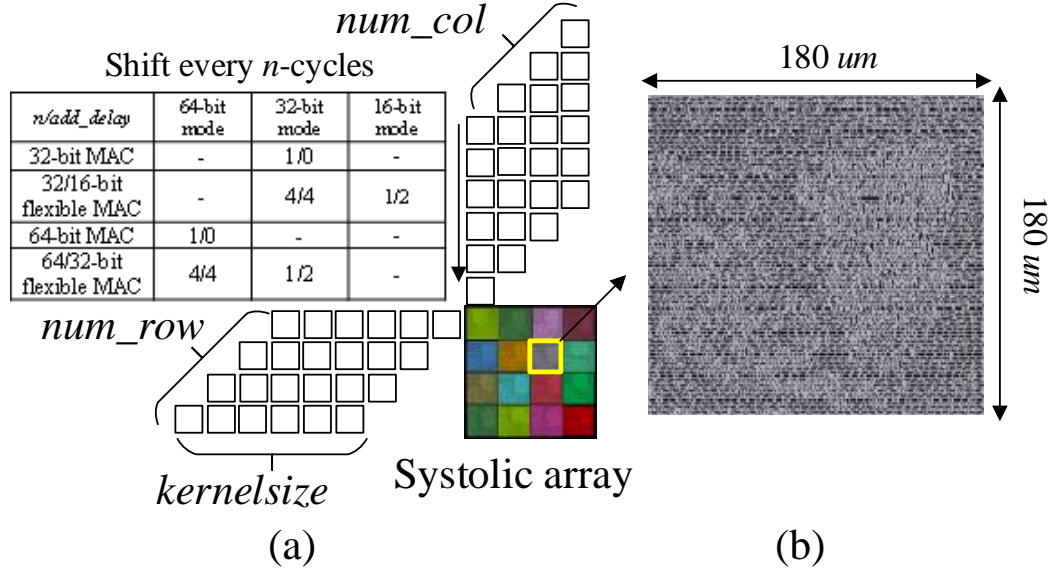 num_col
Shift every n-cycles
n/add_delay 64-bit mode 32-bit mode 16-bit mode
32-bit MAC - 1/0 -
32/16-bit flexible MAC - 4/4 1/2
64-bit MAC 1/0 - -
64/32-bit flexible MAC 4/4 1/2 -
num_row
kernelsize
Systolic array
(a)
180 um
180 um
(b)